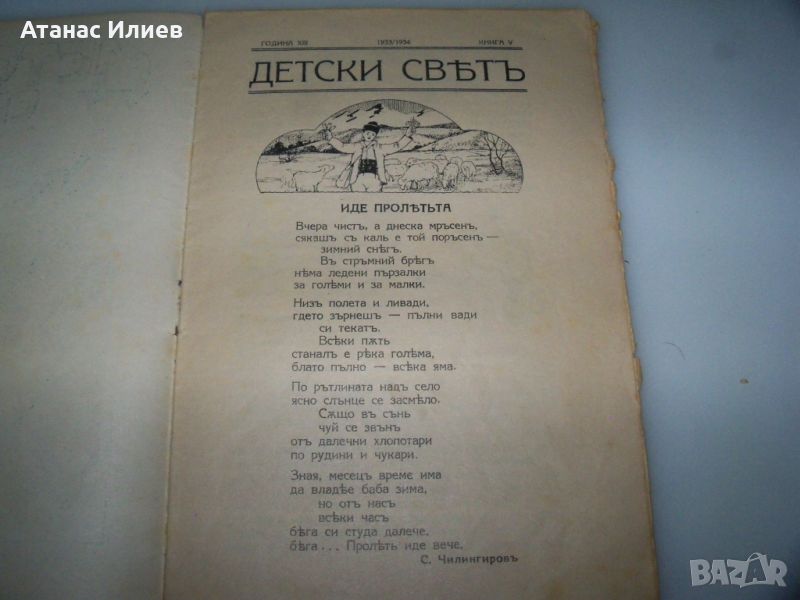 Атанас Илиев
ГОДИНА XIII 1933/1934 КНИГА V
ДЕТСКИ СВѢТЪ
ИДЕ ПРОЛѢТЬТА
Вчера чистъ, а днеска мръсенъ,
сякашъ съ каль е той поръсенъ —
зимний снѣгъ.
Въ стръмний брѣгъ
нѣма ледени пързалки
за голѣми и за малки.
Низъ полета и ливади,
гдето зърнешъ — пълни вади
си текатъ.
Всѣки пѫть
станалъ е рѣка голѣма,
блато пълно — всѣка яма.
По рътлината надъ село
ясно слънце се засмѣло.
Сѫщо въ сънь
чуй се звънъ
отъ далечни хлопотари
по рудини и чукари.
Зная, месецъ време има
да владѣе баба зима,
но отъ насъ
всѣки часъ
бѣга си студа далече,
бѣга... Пролѣть иде вече.
С. Чилингировъ
BAZAR